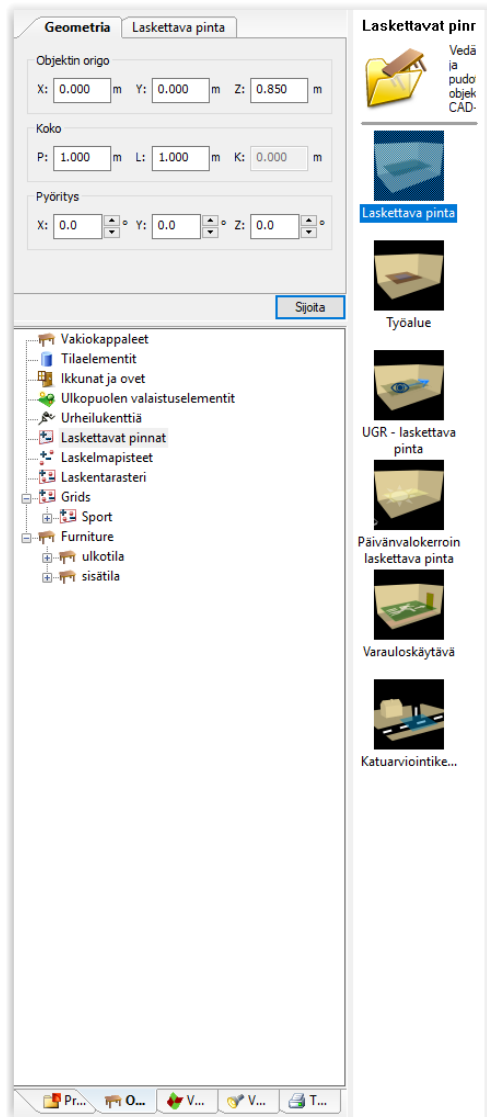 Geometria
Laskettava pinta
Objektin origo
X: 0.000 m Y: 0.000 m Z: 0.850 m
Koko
P: 1.000 m L: 1.000 m K: 0.000 m
Pyöritys
X: 0.0 ° Y: 0.0 ° Z: 0.0 °
Sijoita
Vakiokappaleet
Tilaelementit
Ikkunat ja ovet
Ulkopuolen valaistuselementit
Urheilukenttiä
Laskettavat pinnat
Laskelmapisteet
Laskentarasteri
Grids
Sport
Furniture
ulkotila
sisätila
Pr... O... V... V... T...
Laskettavat pinr
Vedä
ja
pudo
objek
CAD-
Laskettava pinta
Työalue
UGR - laskettava
pinta
Päivänvalokerroin
laskettava pinta
Varauloskäytävä
Katuarviointike...